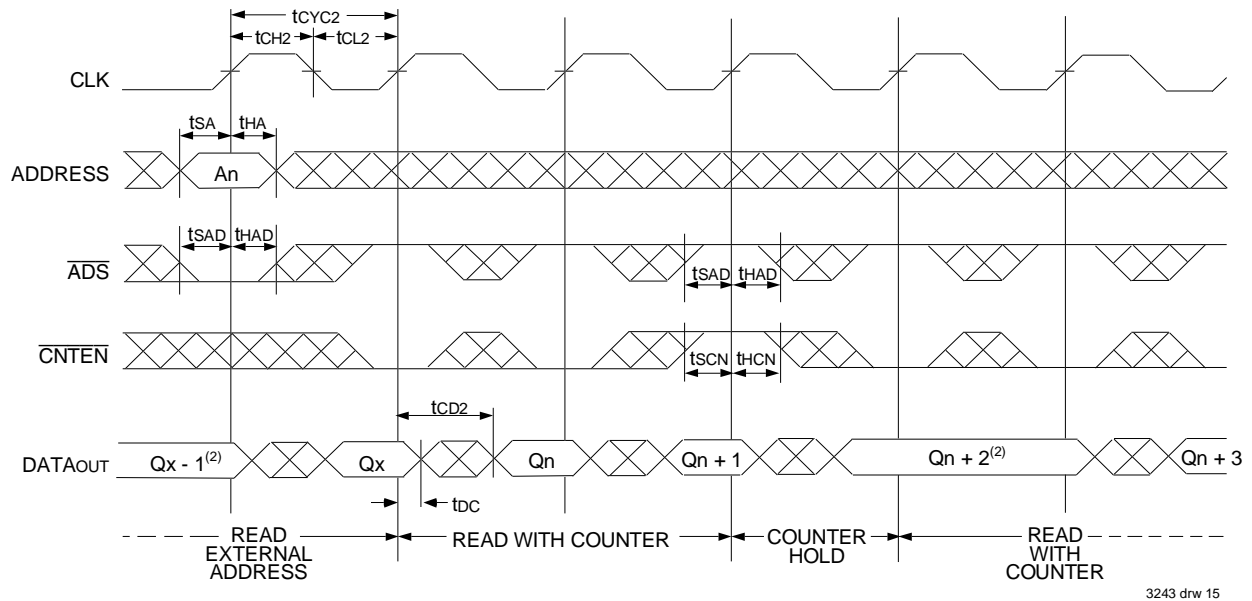 tCYC2
tCH2 tCL2
CLK
tSA tHA
ADDRESS An
tSAD tHAD
ADS
tSAD tHAD
CNTEN
tSCN tHCN
tCD2
DATAOUT Qx - 1(2) Qx Qn Qn + 1 Qn + 2(2) Qn + 3
tDC
READ EXTERNAL ADDRESS
READ WITH COUNTER
COUNTER HOLD
READ WITH COUNTER
3243 drw 15